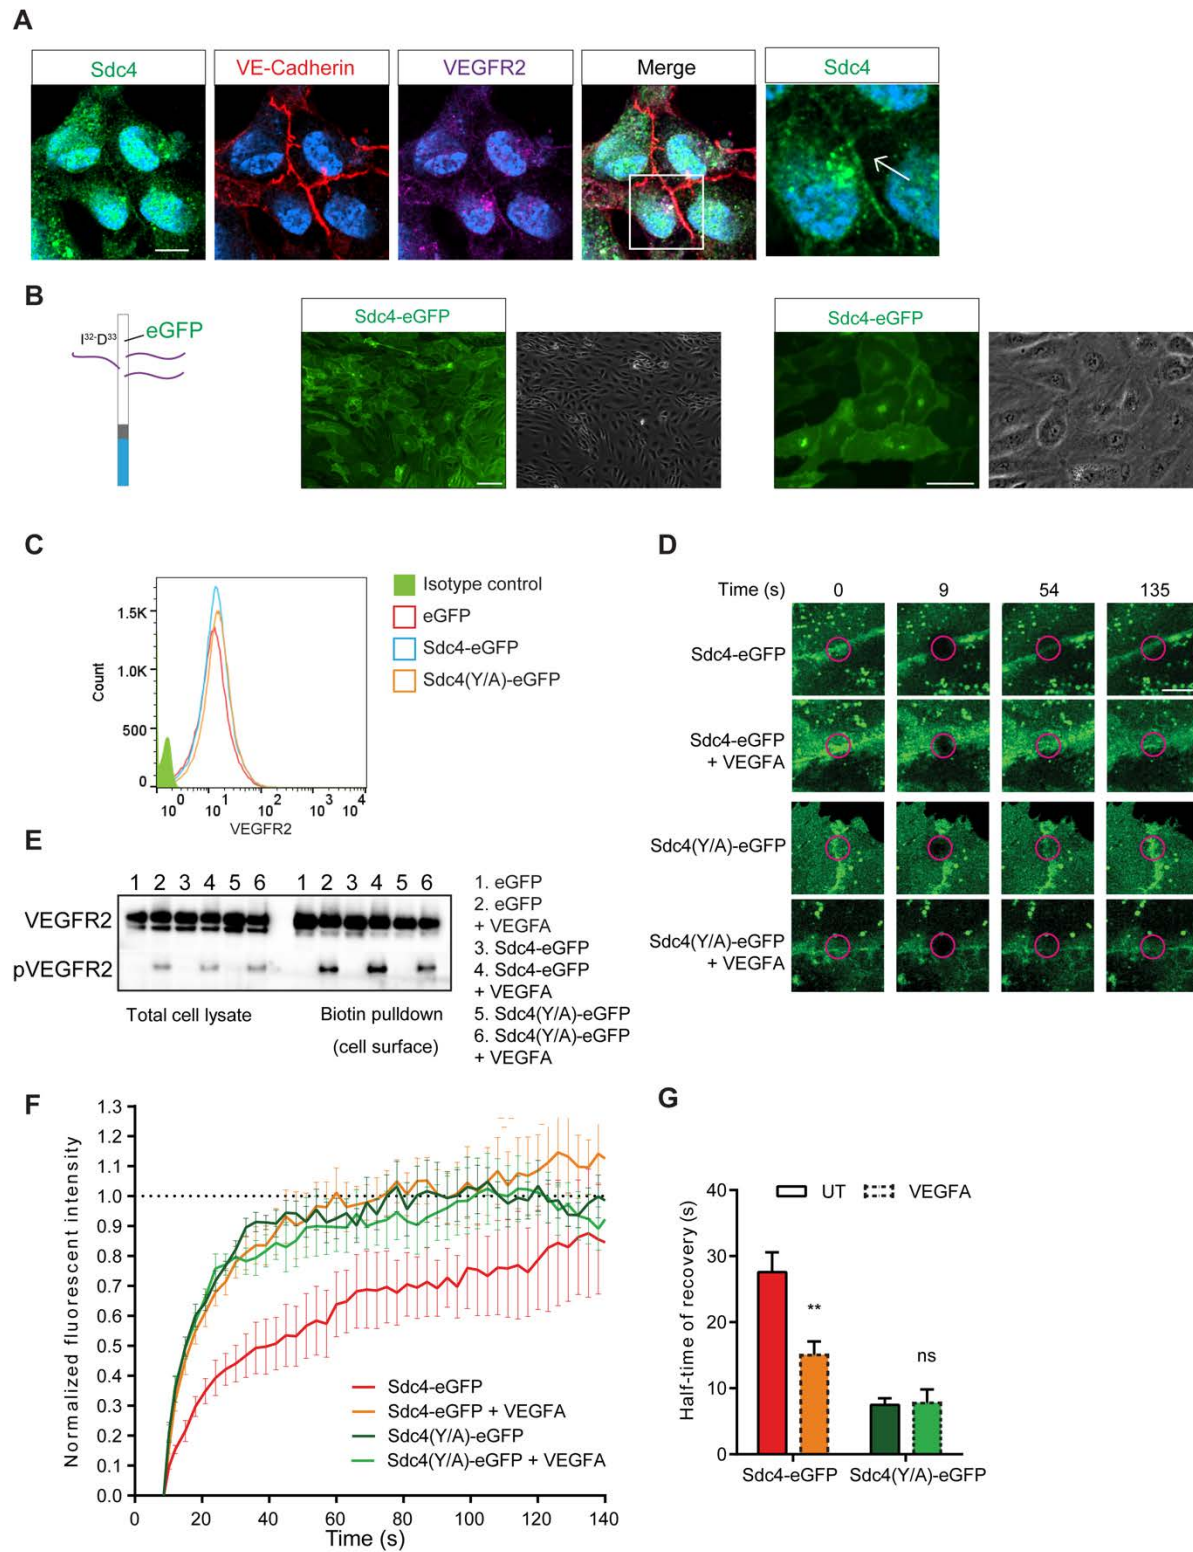 A
Sdc4
VE-Cadherin
VEGFR2
Merge
Sdc4
B
I32-D33
eGFP
Sdc4-eGFP
Sdc4-eGFP
C
Count
1.5K
1.0K
500
0
10^0 10^1 10^2 10^3 10^4
VEGFR2
Isotype control
eGFP
Sdc4-eGFP
Sdc4(Y/A)-eGFP
D
Time (s) 0 9 54 135
Sdc4-eGFP
Sdc4-eGFP
+ VEGFA
Sdc4(Y/A)-eGFP
Sdc4(Y/A)-eGFP
+ VEGFA
E
1 2 3 4 5 6 1 2 3 4 5 6
VEGFR2
pVEGFR2
Total cell lysate
Biotin pulldown
(cell surface)
1. eGFP
2. eGFP
+ VEGFA
3. Sdc4-eGFP
4. Sdc4-eGFP
+ VEGFA
5. Sdc4(Y/A)-eGFP
6. Sdc4(Y/A)-eGFP
+ VEGFA
F
Normalized fluorescent intensity
1.3
1.2
1.1
1.0
0.9
0.8
0.7
0.6
0.5
0.4
0.3
0.2
0.1
0.0
0 20 40 60 80 100 120 140
Time (s)
Sdc4-eGFP
Sdc4-eGFP + VEGFA
Sdc4(Y/A)-eGFP
Sdc4(Y/A)-eGFP + VEGFA
G
Half-time of recovery (s)
40
30
20
10
0
UT VEGFA
**
ns
Sdc4-eGFP Sdc4(Y/A)-eGFP